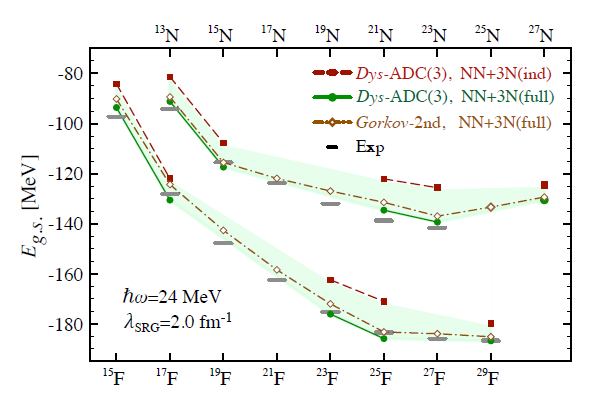 ¹³N ¹⁵N ¹⁷N ¹⁹N ²¹N ²³N ²⁵N ²⁷N
Dys-ADC(3), NN+3N(ind)
Dys-ADC(3), NN+3N(full)
Gorkov-2nd, NN+3N(full)
Exp
E_g.s. [MeV]
-80
-100
-120
-140
-160
-180
ħω=24 MeV
λ_SRG=2.0 fm⁻¹
¹⁵F ¹⁷F ¹⁹F ²¹F ²³F ²⁵F ²⁷F ²⁹F